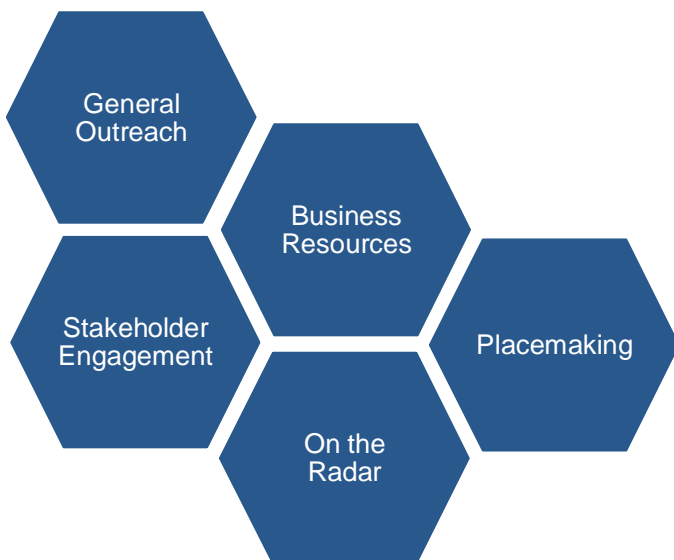 General
Outreach
Business
Resources
Stakeholder
Engagement
Placemaking
On the
Radar